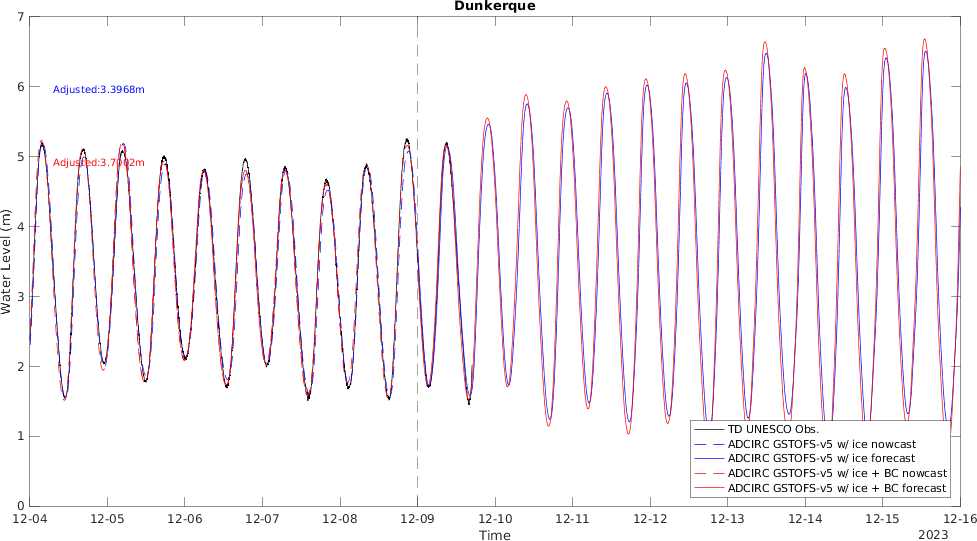 Dunkerque
7
6
5
4
3
2
1
0
Water Level (m)
Adjusted:3.3968m
Adjusted:3.7002m
TD UNESCO Obs.
ADCIRC GSTOFS-v5 w/ ice nowcast
ADCIRC GSTOFS-v5 w/ ice forecast
ADCIRC GSTOFS-v5 w/ ice + BC nowcast
ADCIRC GSTOFS-v5 w/ ice + BC forecast
12-04 12-05 12-06 12-07 12-08 12-09 12-10 12-11 12-12 12-13 12-14 12-15 12-16
Time
2023